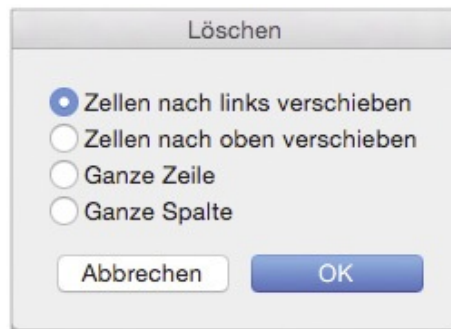 Löschen
Zellen nach links verschieben
Zellen nach oben verschieben
Ganze Zeile
Ganze Spalte
Abbrechen OK